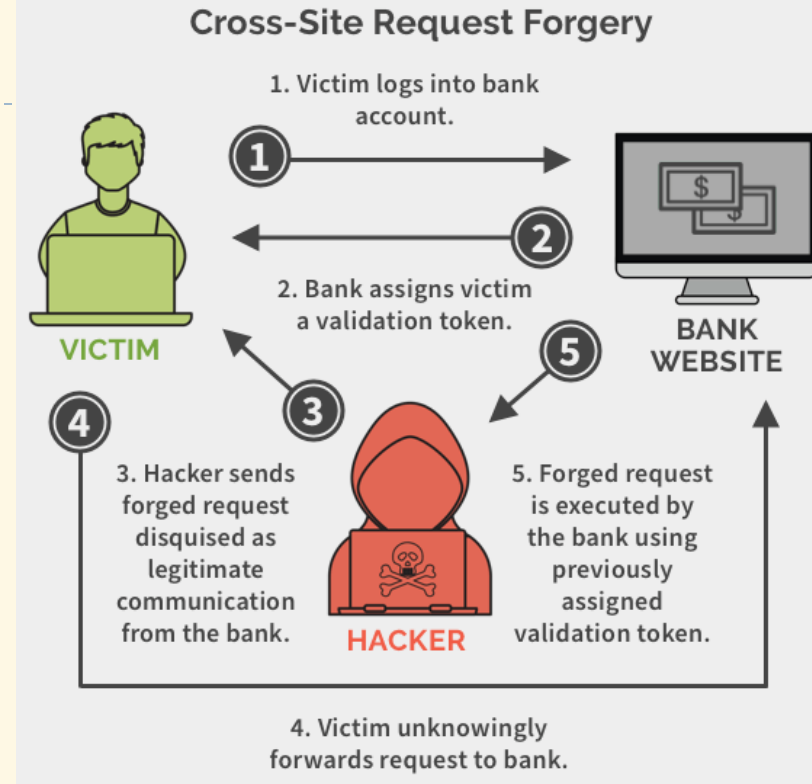 Cross-Site Request Forgery
1. Victim logs into bank
account.
1
2
2. Bank assigns victim
a validation token.
VICTIM
$
$
BANK
WEBSITE
5
3
4
3. Hacker sends
forged request
disquised as
legitimate
communication
from the bank.
HACKER
5. Forged request
is executed by
the bank using
previously
assigned
validation token.
4. Victim unknowingly
forwards request to bank.